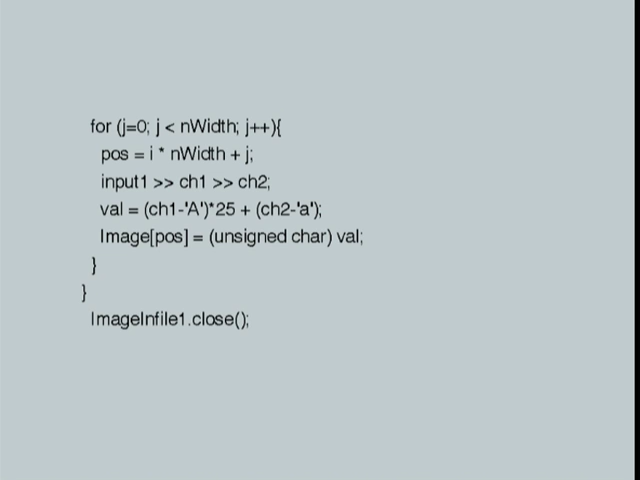 for (j=0; j < nWidth; j++){
pos = i * nWidth + j;
input1 >> ch1 >> ch2;
val = (ch1-'A')*25 + (ch2-'a');
Image[pos] = (unsigned char) val;
}
}
ImageInfile1.close();